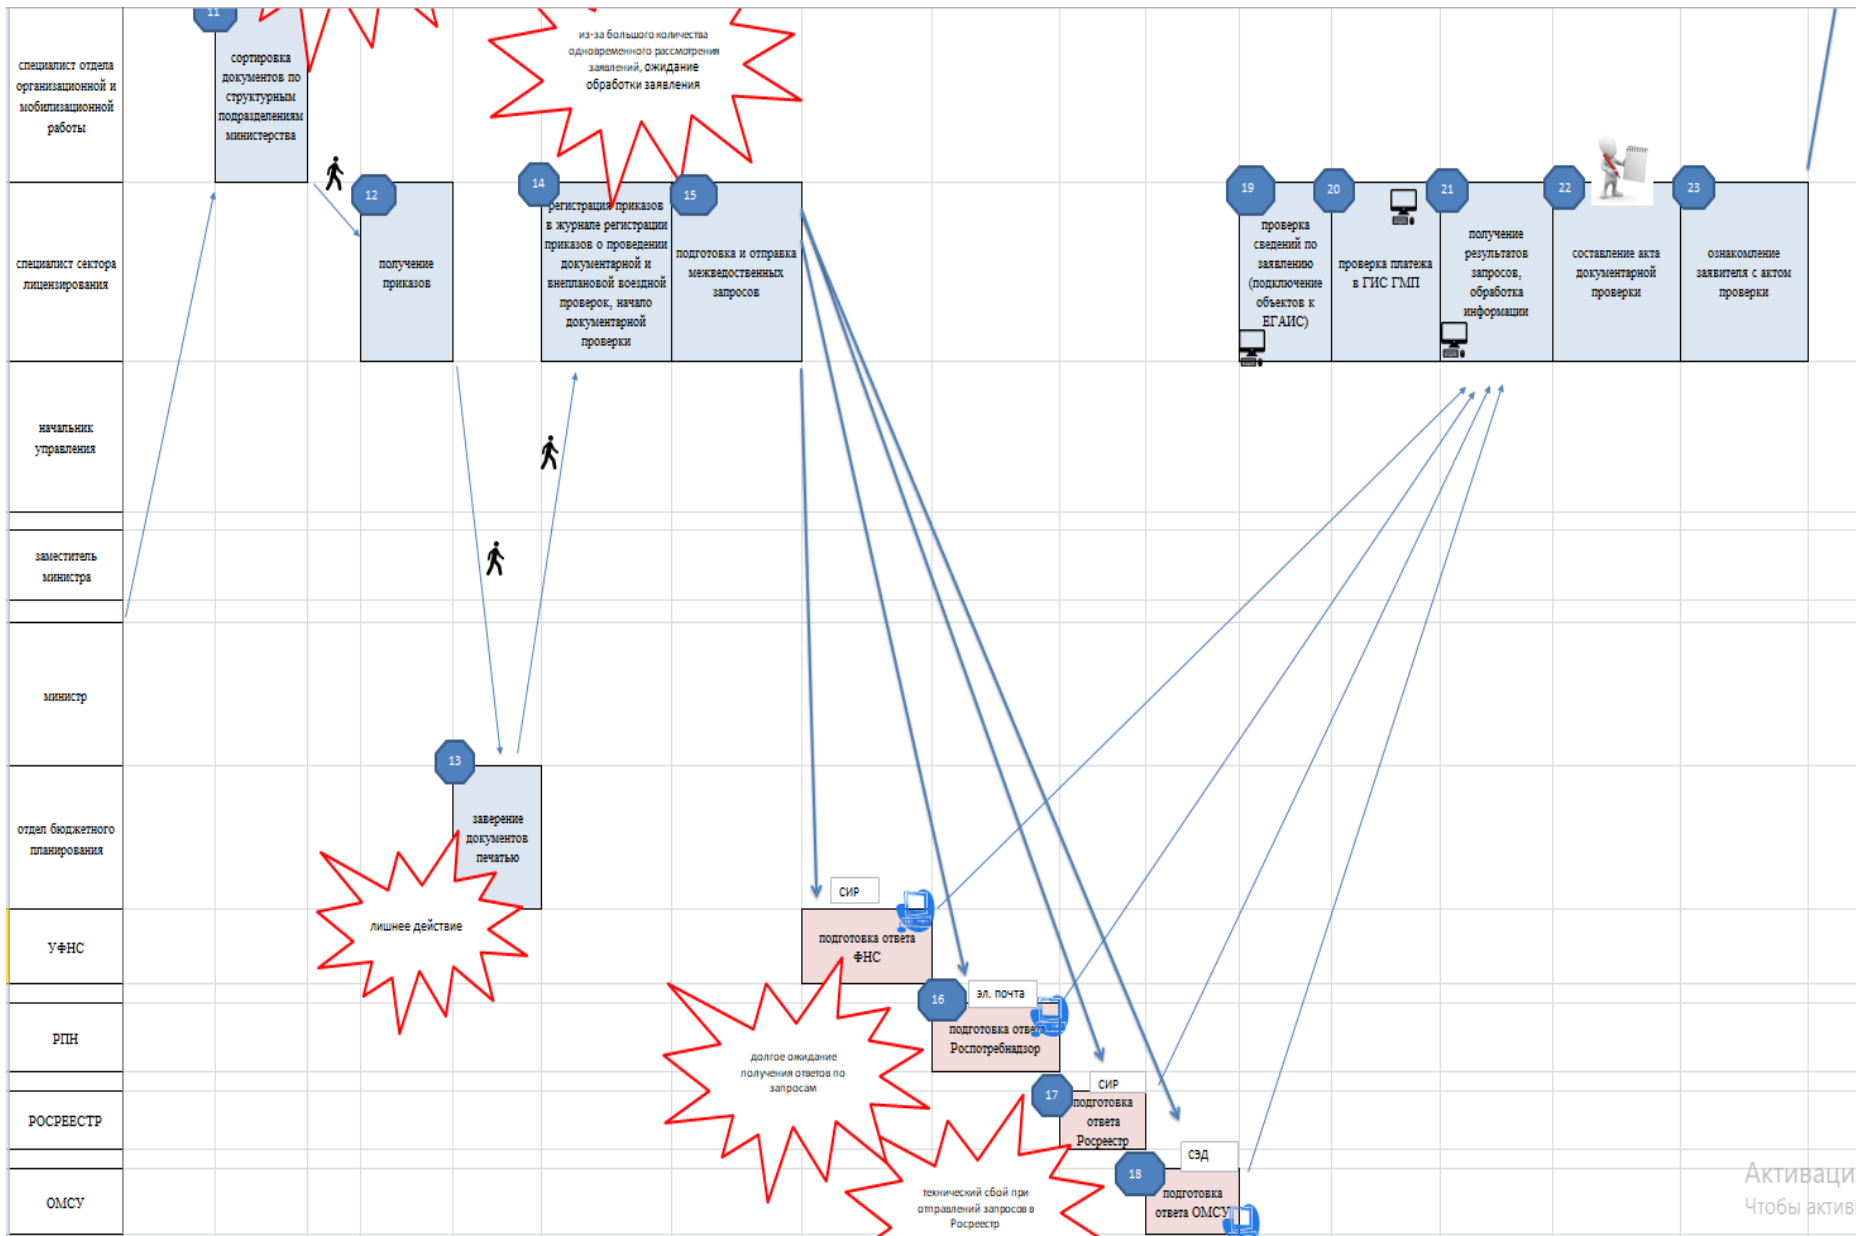 11
специалист отдела
организационной и
мобилизационной
работы
сортировка
документов по
структурным
подразделениям
министерства
из-за большого количества
одновременного рассмотрения
заявлений, ожидание
обработки заявления
специалист сектора
лицензирования
12
получение
приказов
14
регистрация приказов
в журнале регистрации
приказов о проведении
документарной и
внеплановой воездной
проверок, начало
документарной
проверки
15
подготовка и отправка
межведоственных
запросов
19
проверка
сведений по
заявлению
(подключение
объектов к
ЕГАИС)
20
проверка платежа
в ГИС ГМП
21
получение
результатов
запросов,
обработка
информации
22
составление акта
документарной
проверки
23
ознакомление
заявителя с актом
проверки
начальник
управления
заместитель
министра
министр
отдел бюджетного
планирования
13
заверение
документов
печатью
лишнее действие
УФНС
СИР
подготовка ответа
ФНС
РПН
16
эл. почта
подготовка ответа
Роспотребнадзор
долгое ожидание
получения ответов по
запросам
РОСРЕЕСТР
17
СИР
подготовка
ответа
Росреестр
ОМСУ
18
СЭД
подготовка
ответа ОМСУ
технический сбой при
отправлений запросов в
Росреестр
Активаци
Чтобы актив